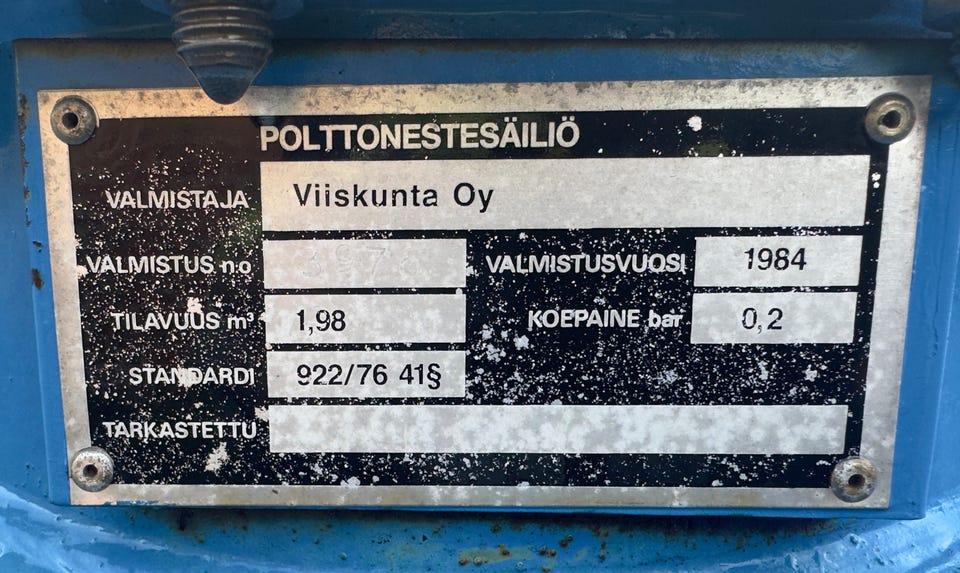 POLTTONESTESÄILIÖ
VALMISTAJA Viiskunta Oy
VALMISTUS n:o VALMISTUSVUOSI 1984
TILAVUUS m³ 1,98 KOEPAINE bar 0,2
STANDARDI 922/76 41§
TARKASTETTU